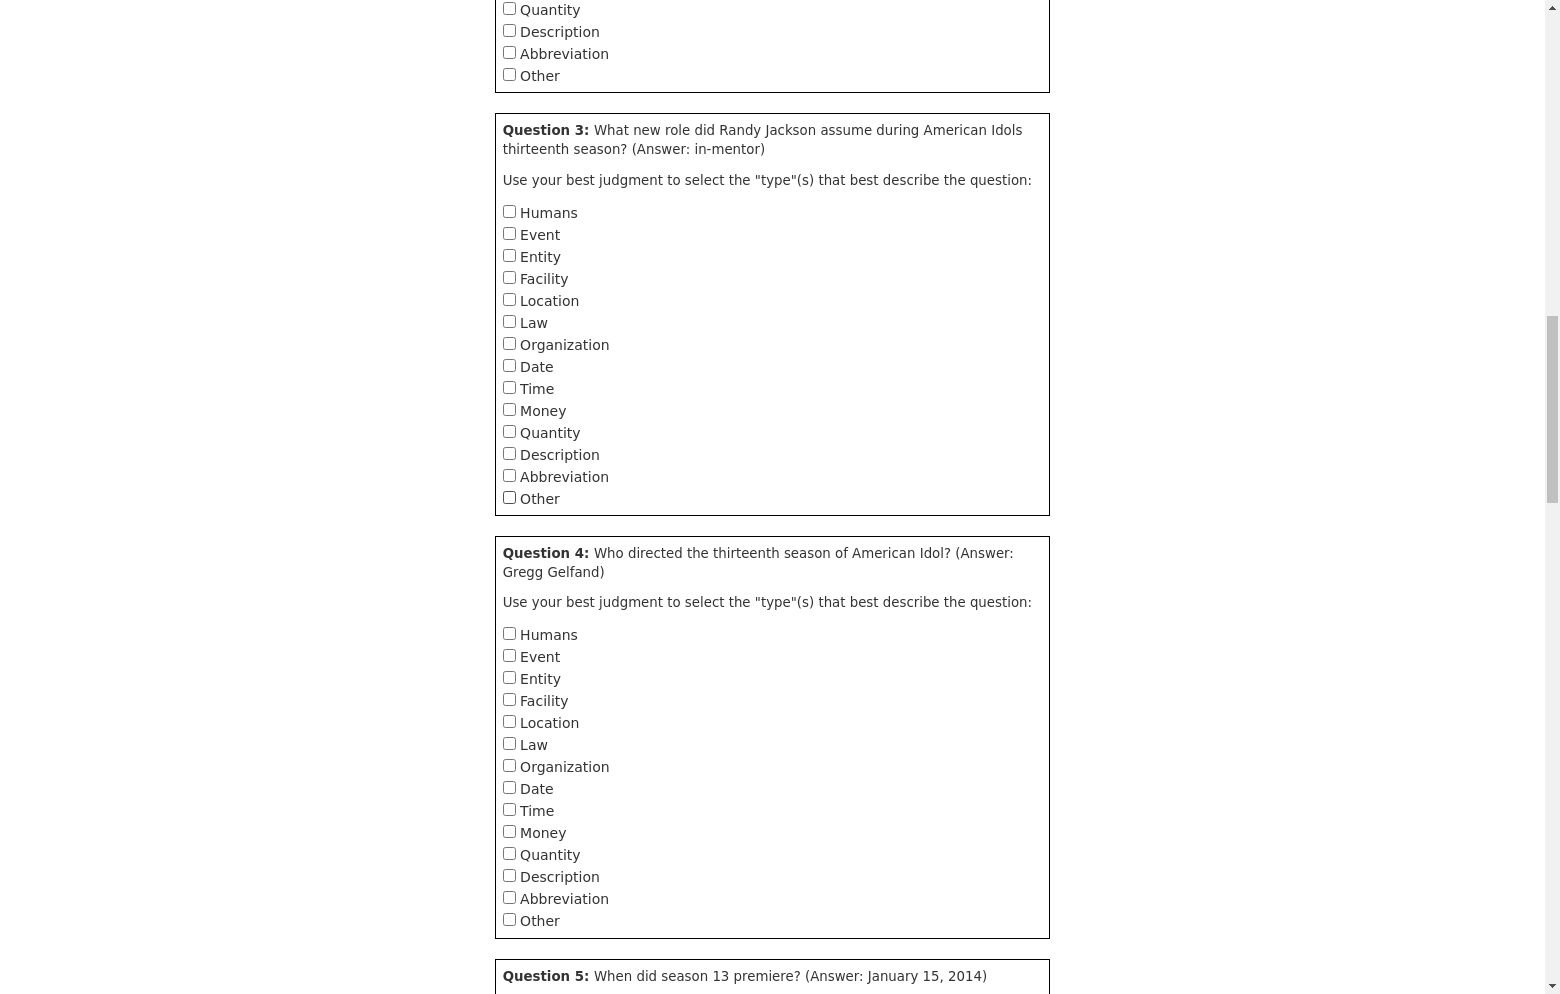 Quantity
Description
Abbreviation
Other
Question 3: What new role did Randy Jackson assume during American Idols
thirteenth season? (Answer: in-mentor)
Use your best judgment to select the "type"(s) that best describe the question:
Humans
Event
Entity
Facility
Location
Law
Organization
Date
Time
Money
Quantity
Description
Abbreviation
Other
Question 4: Who directed the thirteenth season of American Idol? (Answer:
Gregg Gelfand)
Use your best judgment to select the "type"(s) that best describe the question:
Humans
Event
Entity
Facility
Location
Law
Organization
Date
Time
Money
Quantity
Description
Abbreviation
Other
Question 5: When did season 13 premiere? (Answer: January 15, 2014)